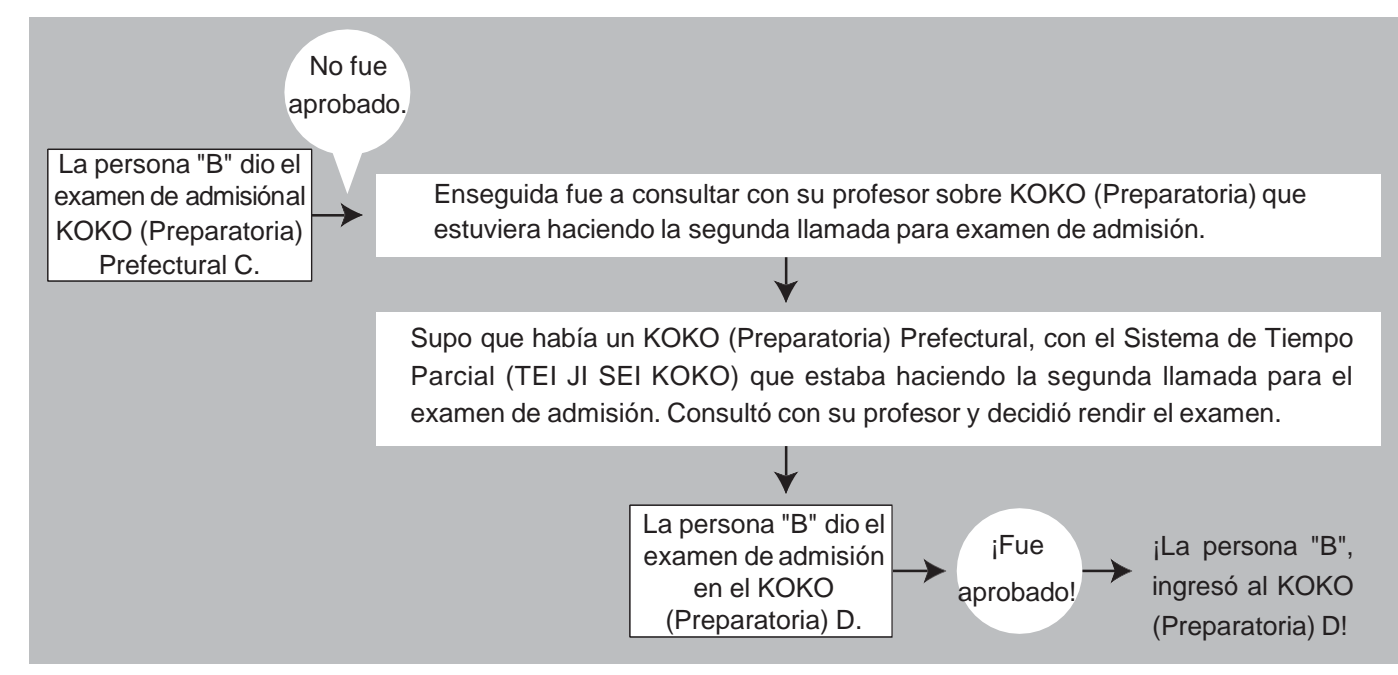 No fue
aprobado.
La persona "B" dio el
examen de admisiónal
KOKO (Preparatoria)
Prefectural C.
Enseguida fue a consultar con su profesor sobre KOKO (Preparatoria) que
estuviera haciendo la segunda llamada para examen de admisión.
Supo que había un KOKO (Preparatoria) Prefectural, con el Sistema de Tiempo
Parcial (TEI JI SEI KOKO) que estaba haciendo la segunda llamada para el
examen de admisión. Consultó con su profesor y decidió rendir el examen.
La persona "B" dio el
examen de admisión
en el KOKO
(Preparatoria) D.
¡Fue
aprobado!
¡La persona "B",
ingresó al KOKO
(Preparatoria) D!